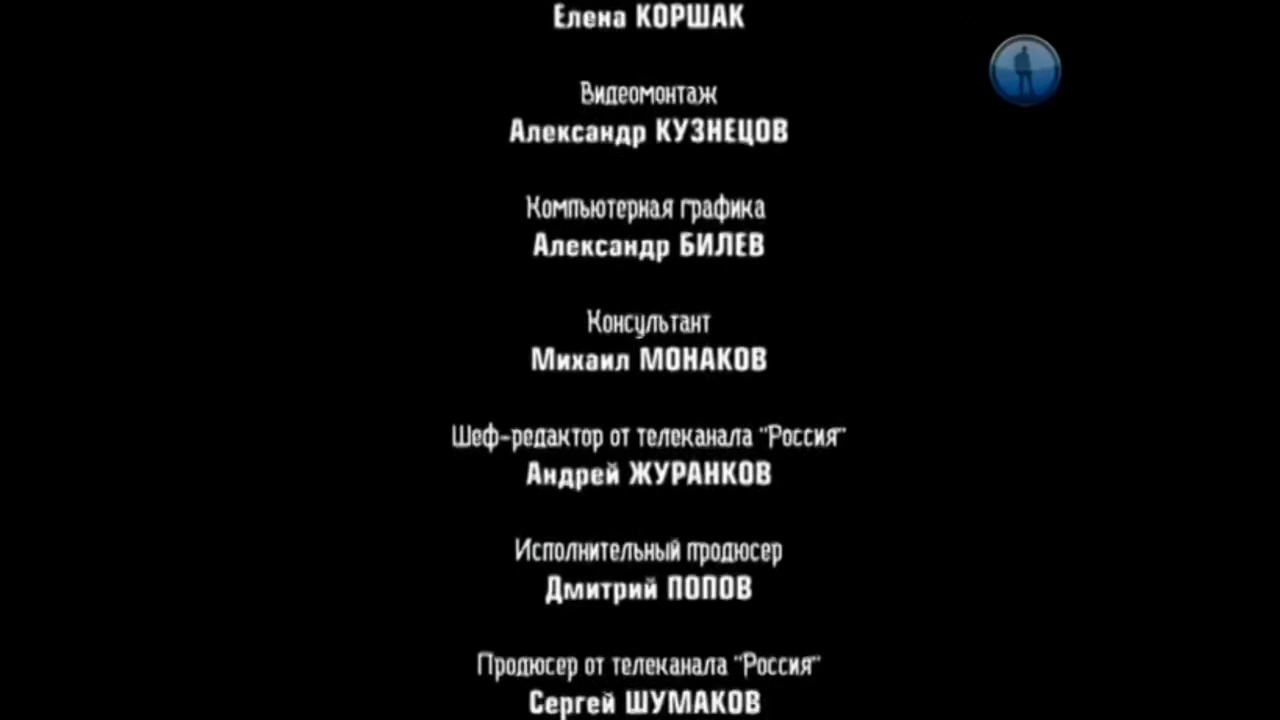 Елена КОРШАК
Видеомонтаж
Александр КУЗНЕЦОВ
Компьютерная графика
Александр БИЛЕВ
Консультант
Михаил МОНАКОВ
Шеф-редактор от телеканала "Россия"
Андрей ЖУРАНКОВ
Исполнительный продюсер
Дмитрий ПОПОВ
Продюсер от телеканала "Россия"
Сергей ШУМАКОВ